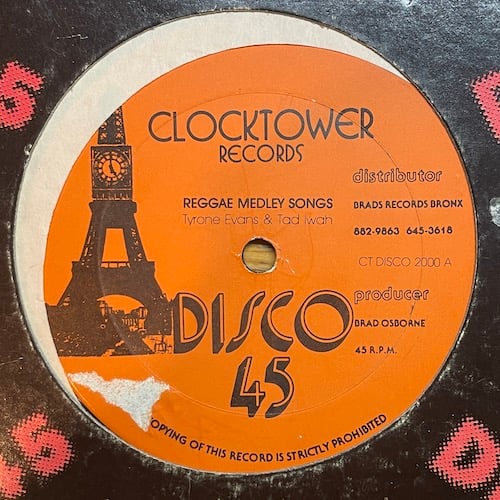 CLOCKTOWER
RECORDS
distributor
REGGAE MEDLEY SONGS
BRADS RECORDS BRONX
Tyrone Evans & Tad Iwah
882-9863 645-3618
CT DISCO 2000 A
producer
DISCO
BRAD OSBORNE
45
45 R.P.M.
OPYING OF THIS RECORD IS STRICTLY PROHIBITED